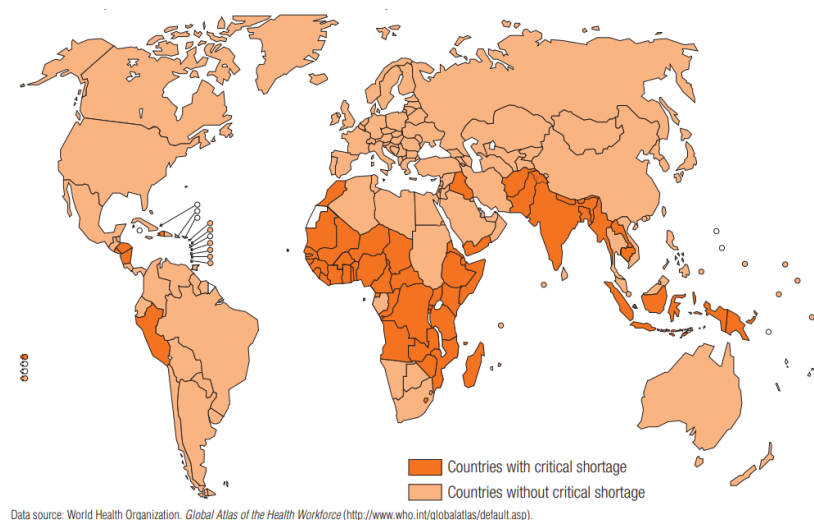 Countries with critical shortage
Countries without critical shortage
Data source: World Health Organization. Global Atlas of the Health Workforce (http://www.who.int/globalatlas/default.asp).